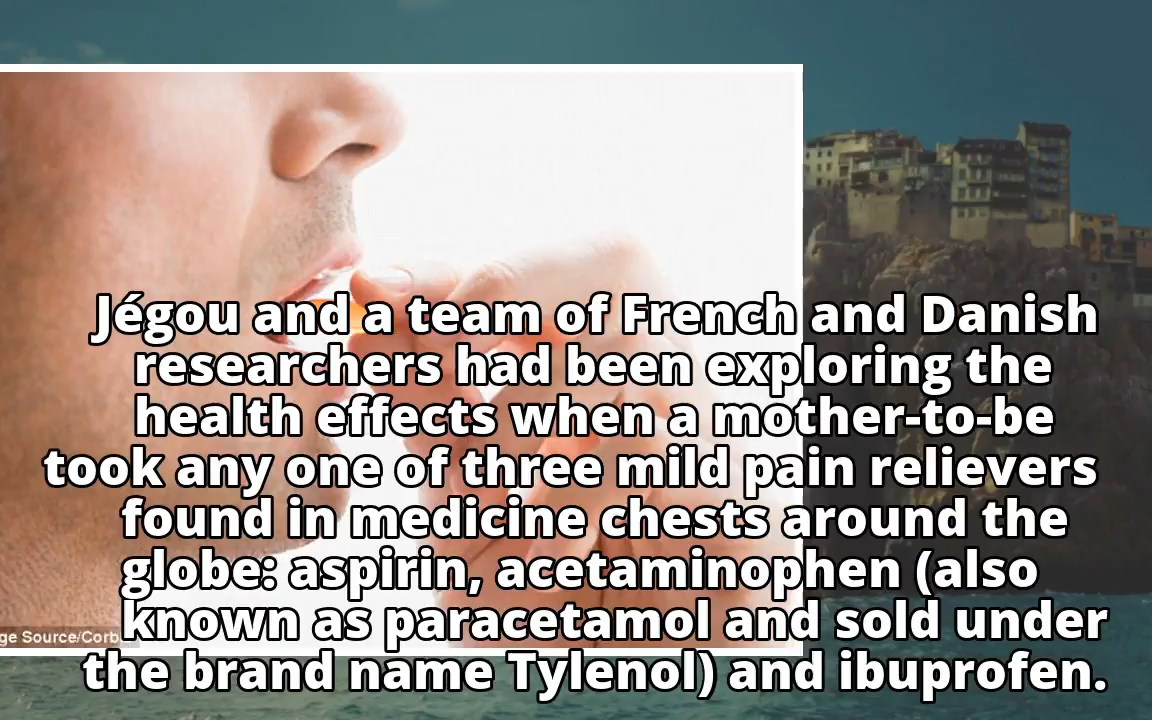 Jégou and a team of French and Danish
researchers had been exploring the
health effects when a mother-to-be
took any one of three mild pain relievers
found in medicine chests around the
globe: aspirin, acetaminophen (also
known as paracetamol and sold under
the brand name Tylenol) and ibuprofen.
Source/Corb